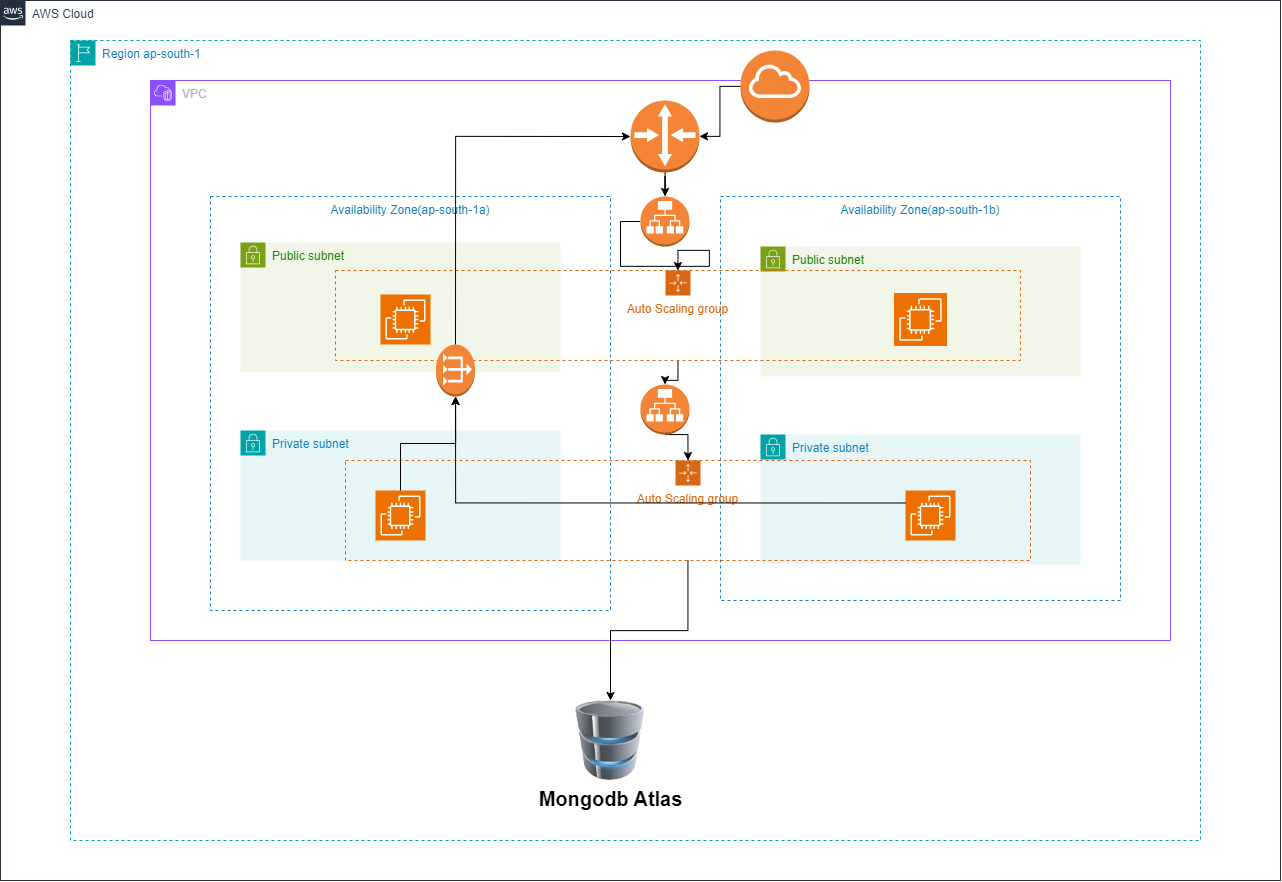 aws
AWS Cloud
Region ap-south-1
VPC
Availability Zone(ap-south-1a)
Availability Zone(ap-south-1b)
Public subnet
Public subnet
Auto Scaling group
Private subnet
Private subnet
Auto Scaling group
Mongodb Atlas